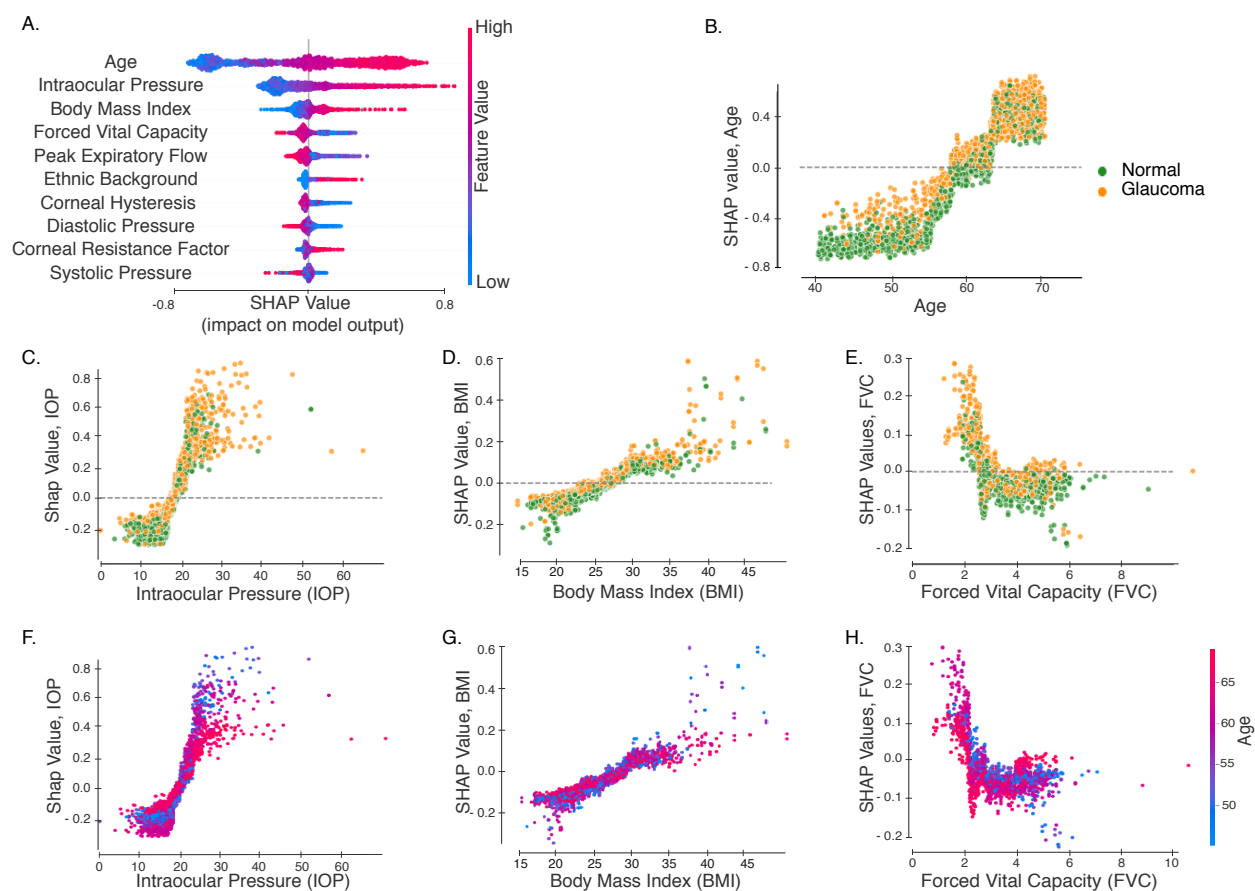 A.
High
Age
Intraocular Pressure
Body Mass Index
Forced Vital Capacity
Peak Expiratory Flow
Ethnic Background
Corneal Hysteresis
Diastolic Pressure
Corneal Resistance Factor
Systolic Pressure
Feature Value
Low
-0.8
SHAP Value
0.8
(impact on model output)
B.
SHAP value, Age
0.4
0.0
- 0.4
- 0.8
40
50
60
70
Age
Normal
Glaucoma
C.
Shap Value, IOP
0.8
0.6
0.4
0.2
0.0
- 0.2
0
10
20
30
40
60
Intraocular Pressure (IOP)
D.
SHAP Value, BMI
0.6
0.4
0.2
0.0
0.2
15
20
25
30
35
40
45
Body Mass Index (BMI)
E.
SHAP Values, FVC
0.3
0.2
0.1
0.0
- 0.1
- 0.2
0
2
4
6
8
Forced Vital Capacity (FVC)
F.
Shap Value, IOP
0.8
0.6
0.4
0.2
0.0
- 0.2
0
10
20
30
40
50
60
70
Intraocular Pressure (IOP)
G.
SHAP Value, BMI
0.6
0.4
0.2
0.0
- 0.2
15
20
25
30
35
40
45
Body Mass Index (BMI)
H.
SHAP Values, FVC
0.3
0.2
0.1
0.0
- 0.1
- 0.2
0
2
4
6
8
10
Forced Vital Capacity (FVC)
65
60
55
50
Age